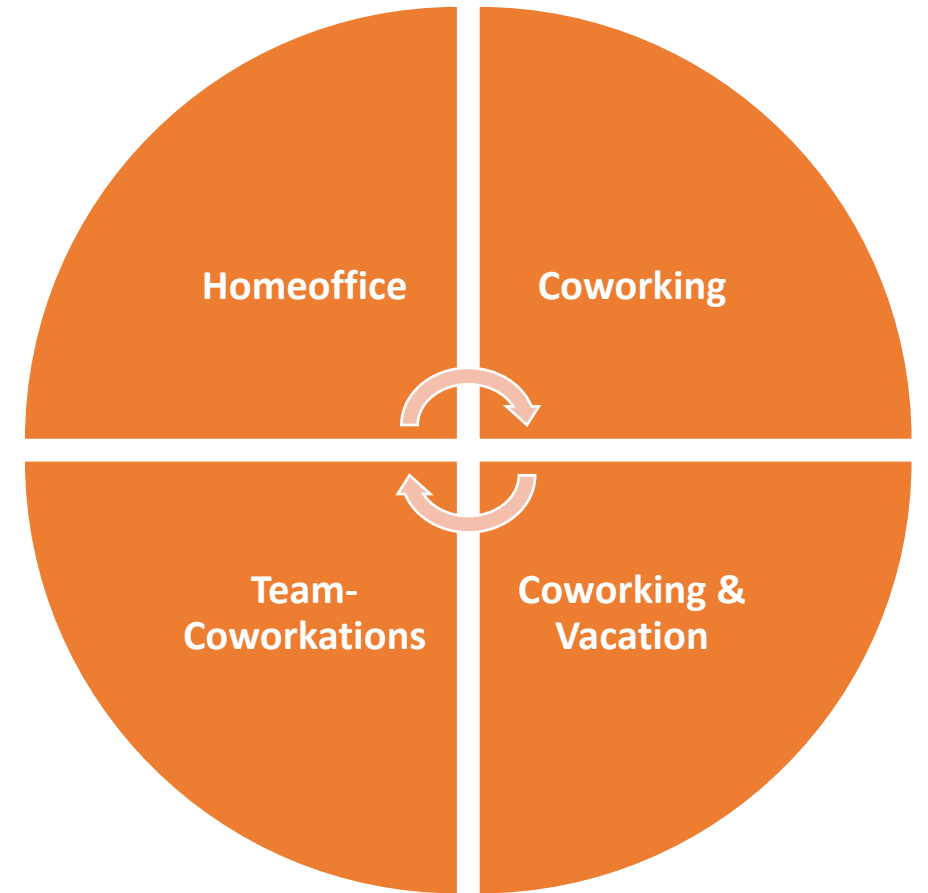 Homeoffice
Coworking
Team-
Coworkations
Coworking &
Vacation